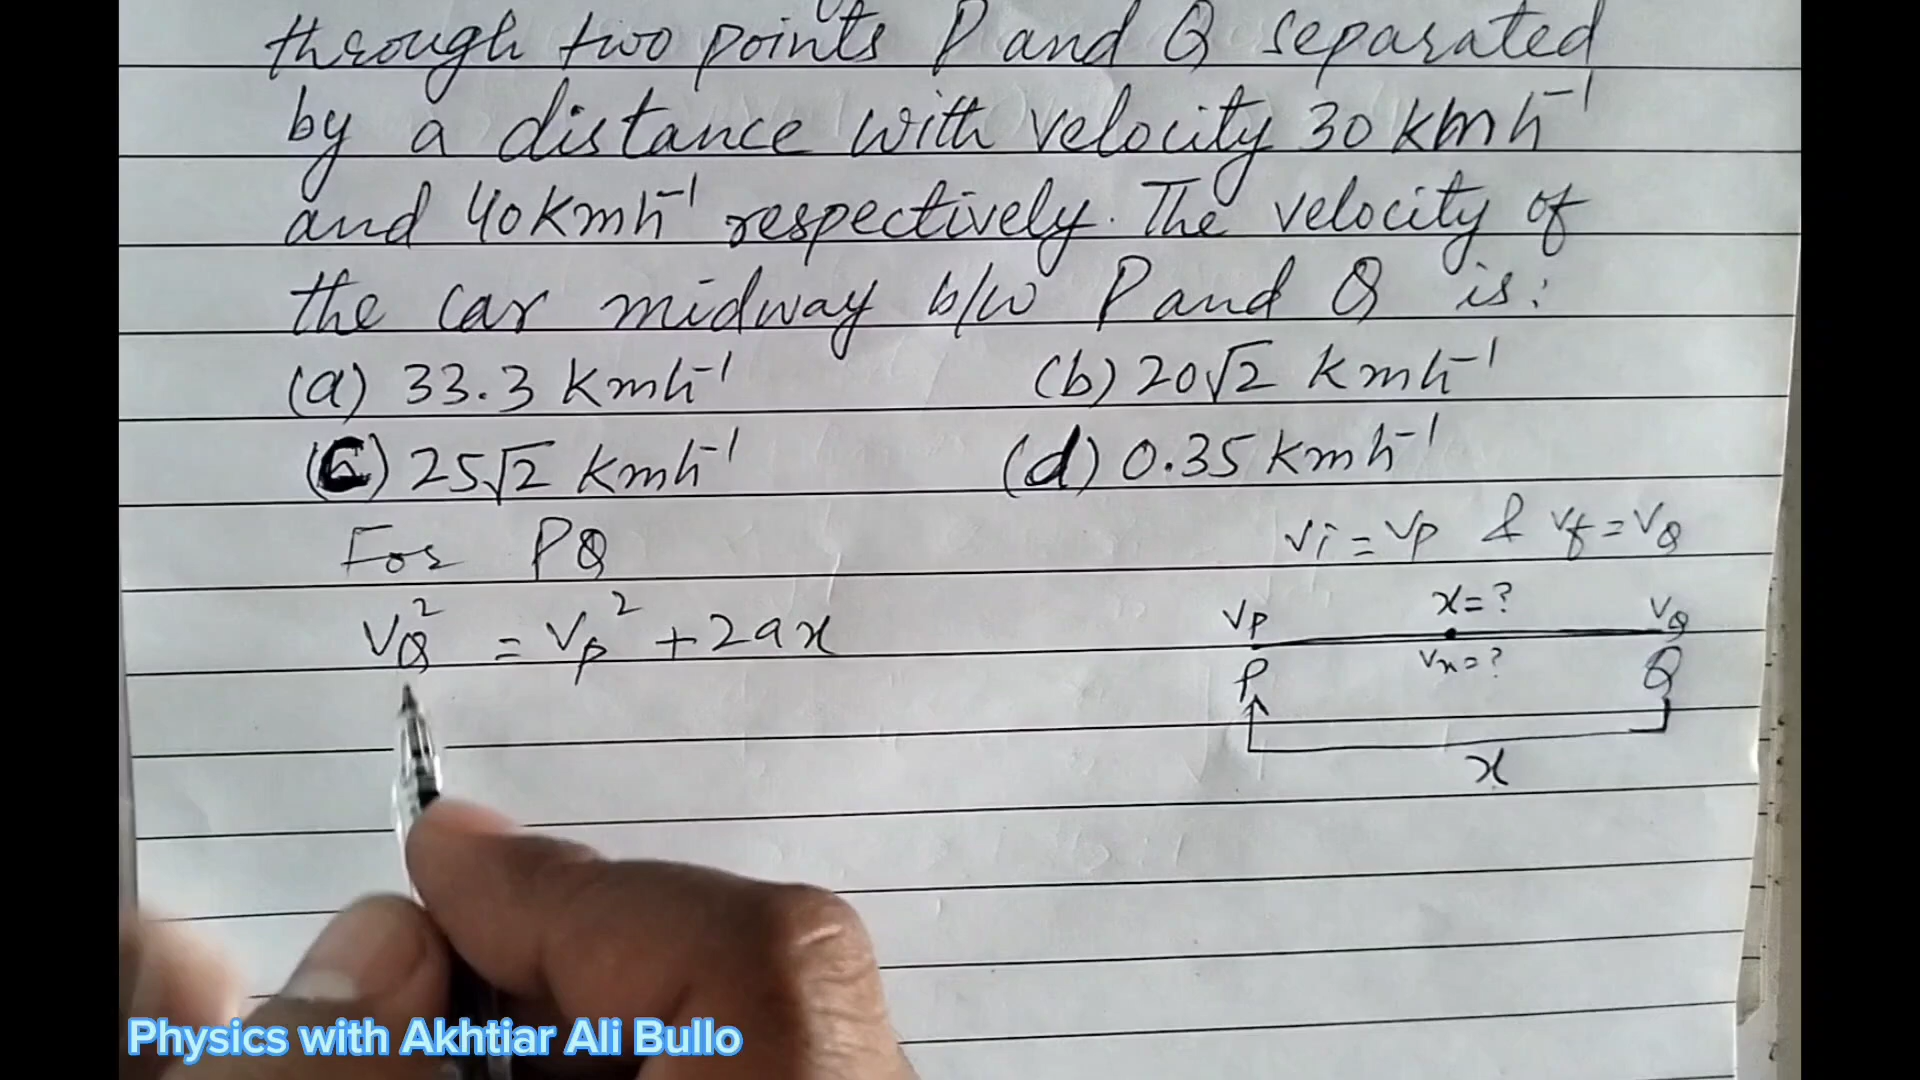 through two points P and Q separated
by a distance with velocity 30 kmh⁻¹
and 40 kmh⁻¹ respectively. The velocity of
the car midway b/w P and Q is:
(a) 33.3 kmh⁻¹ (b) 20√2 kmh⁻¹
(c) 25√2 kmh⁻¹ (d) 0.35 kmh⁻¹
For PQ
vi = vP & vf = vQ
vQ² = vP² + 2ax
vP x=? vQ
P vx=? Q
x
Physics with Akhtiar Ali Bullo